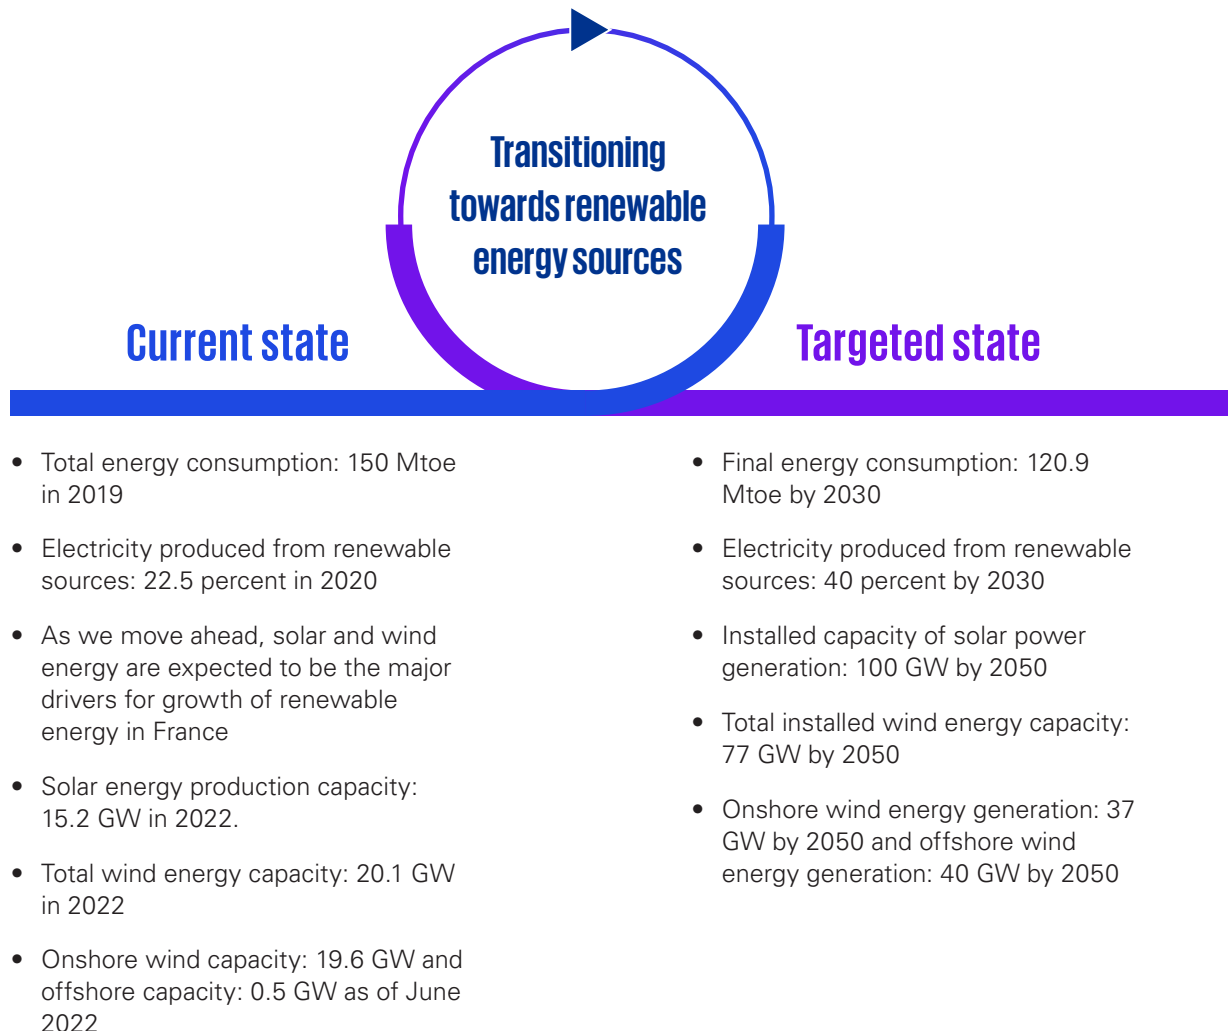 Transitioning
towards renewable
energy sources
Current state
• Total energy consumption: 150 Mtoe
in 2019
• Electricity produced from renewable
sources: 22.5 percent in 2020
• As we move ahead, solar and wind
energy are expected to be the major
drivers for growth of renewable
energy in France
• Solar energy production capacity:
15.2 GW in 2022.
• Total wind energy capacity: 20.1 GW
in 2022
• Onshore wind capacity: 19.6 GW and
offshore capacity: 0.5 GW as of June
2022
Targeted state
• Final energy consumption: 120.9
Mtoe by 2030
• Electricity produced from renewable
sources: 40 percent by 2030
• Installed capacity of solar power
generation: 100 GW by 2050
• Total installed wind energy capacity:
77 GW by 2050
• Onshore wind energy generation: 37
GW by 2050 and offshore wind
energy generation: 40 GW by 2050